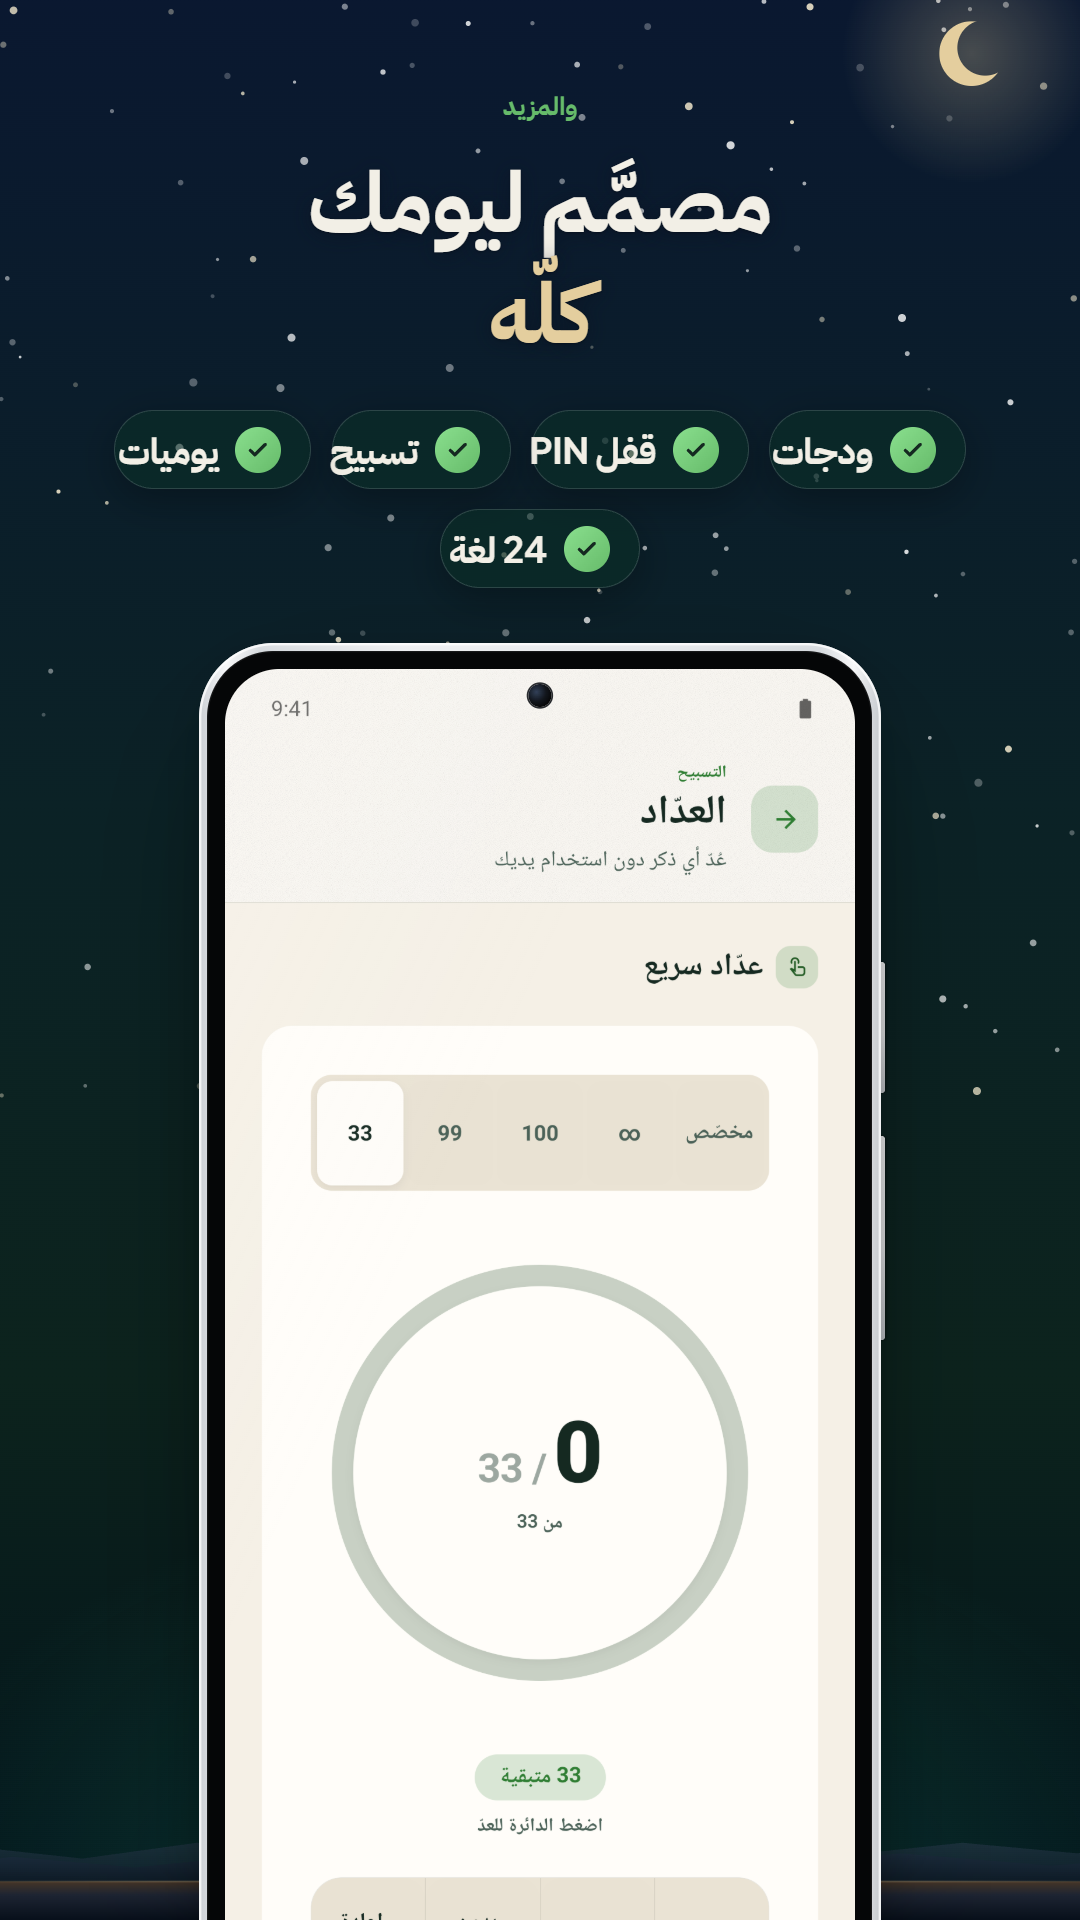 والمزيد
مصمَّم ليومك
كلّه
ودجات
قفل PIN
تسبيح
يوميات
24 لغة
9:41
التسبيح
العدّاد
عُدّ أي ذكر دون استخدام يديك
عدّاد سريع
مخصّص
∞
100
99
33
0 / 33
من 33
33 متبقية
اضغط الدائرة للعدّ